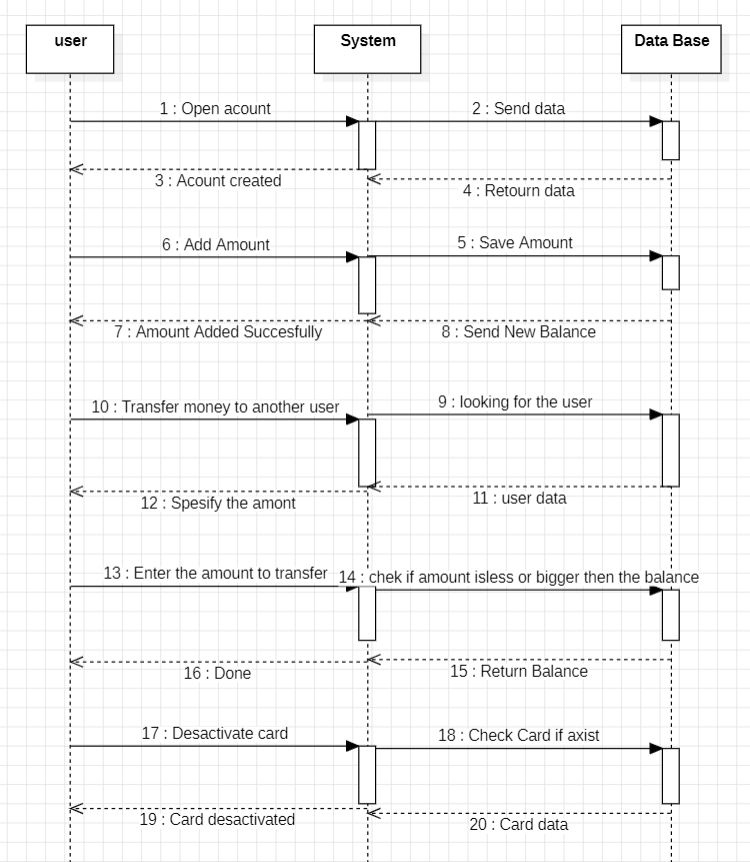 user
System
Data Base
1 : Open acount
2 : Send data
3 : Acount created
4 : Retourn data
6 : Add Amount
5 : Save Amount
7 : Amount Added Succesfully
8 : Send New Balance
10 : Transfer money to another user
9 : looking for the user
12 : Spesify the amont
11 : user data
13 : Enter the amount to transfer
14 : chek if amount isless or bigger then the balance
16 : Done
15 : Return Balance
17 : Desactivate card
18 : Check Card if axist
19 : Card desactivated
20 : Card data